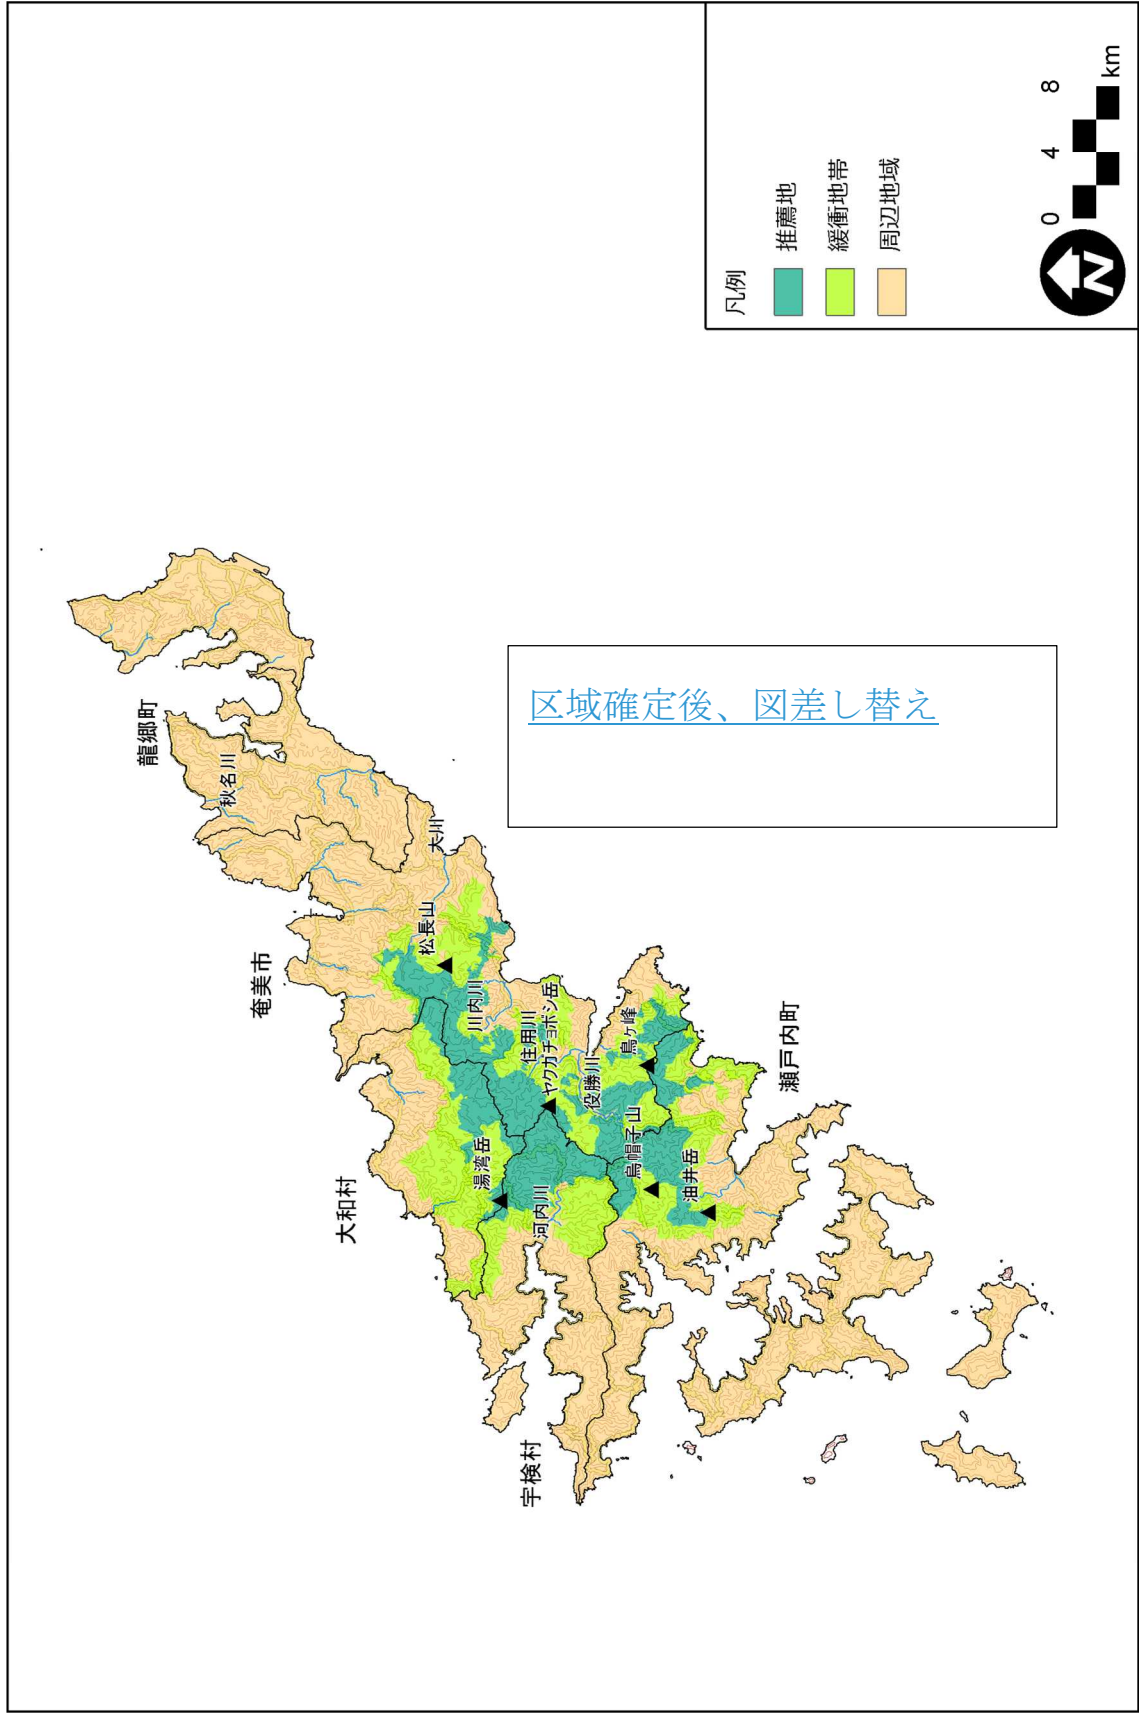 龍郷町
秋名川
奄美市
大川
松長山
川内川
大和村
住用川
ヤクガチョボシ岳
湯湾岳
役勝川
鳥ヶ峰
河内川
烏帽子山
油井岳
瀬戸内町
宇検村
区域確定後、図差し替え
凡例
推薦地
緩衝地帯
周辺地域
N
0 4 8
km